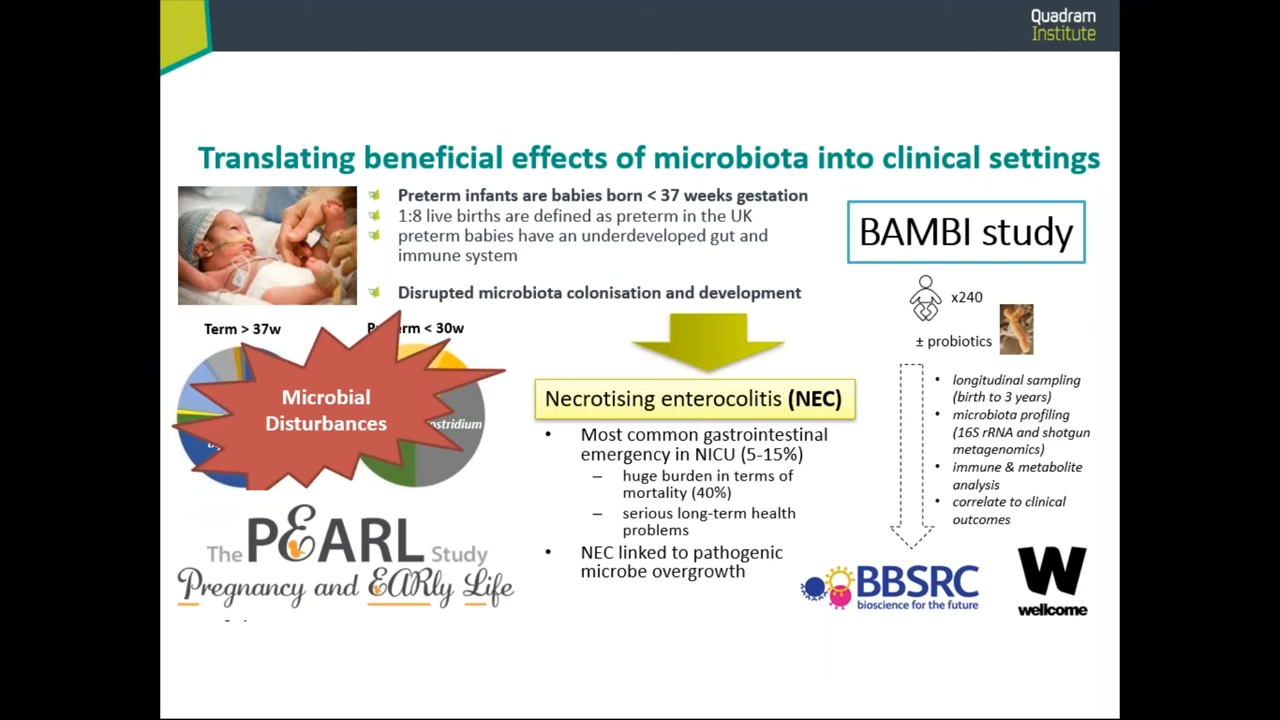 Quadram
Institute
Translating beneficial effects of microbiota into clinical settings
Preterm infants are babies born < 37 weeks gestation
1:8 live births are defined as preterm in the UK
preterm babies have an underdeveloped gut and
immune system
Disrupted microbiota colonisation and development
Term > 37w
< 30w
Microbial
Disturbances
The PEARL Study
Pregnancy and EARly Life
Necrotising enterocolitis (NEC)
• Most common gastrointestinal
emergency in NICU (5-15%)
– huge burden in terms of
mortality (40%)
– serious long-term health
problems
• NEC linked to pathogenic
microbe overgrowth
BAMBI study
x240
± probiotics
• longitudinal sampling
(birth to 3 years)
• microbiota profiling
(16S rRNA and shotgun
metagenomics)
• immune & metabolite
analysis
• correlate to clinical
outcomes
BBSRC
bioscience for the future
W
wellcome